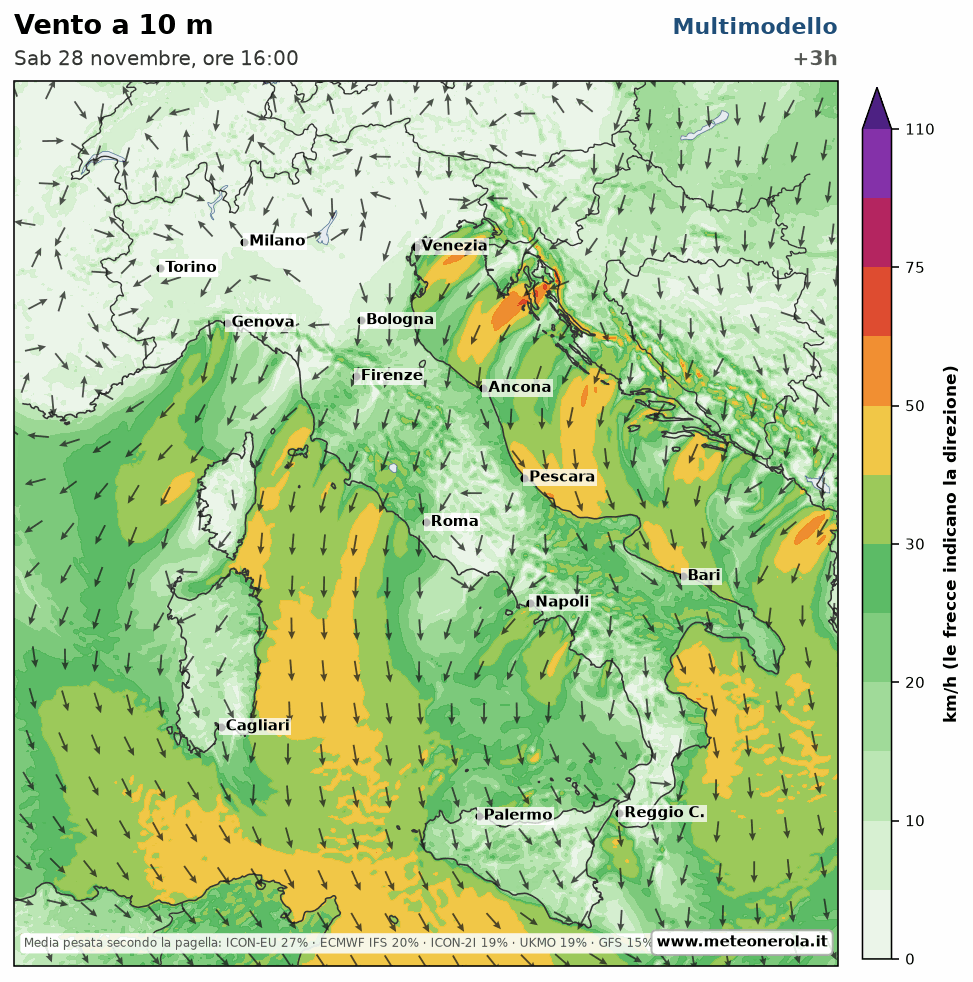 Vento a 10 m
Multimodello
Sab 28 novembre, ore 16:00
+3h
110
75
50
30
20
10
0
km/h (le frecce indicano la direzione)
Venezia
Milano
Torino
Genova
Bologna
Firenze
Ancona
Pescara
Roma
Bari
Napoli
Cagliari
Palermo
Reggio C.
Media pesata secondo la pagella: ICON-EU 27% · ECMWF IFS 20% · ICON-2I 19% · UKMO 19% · GFS 15%
www.meteonerola.it